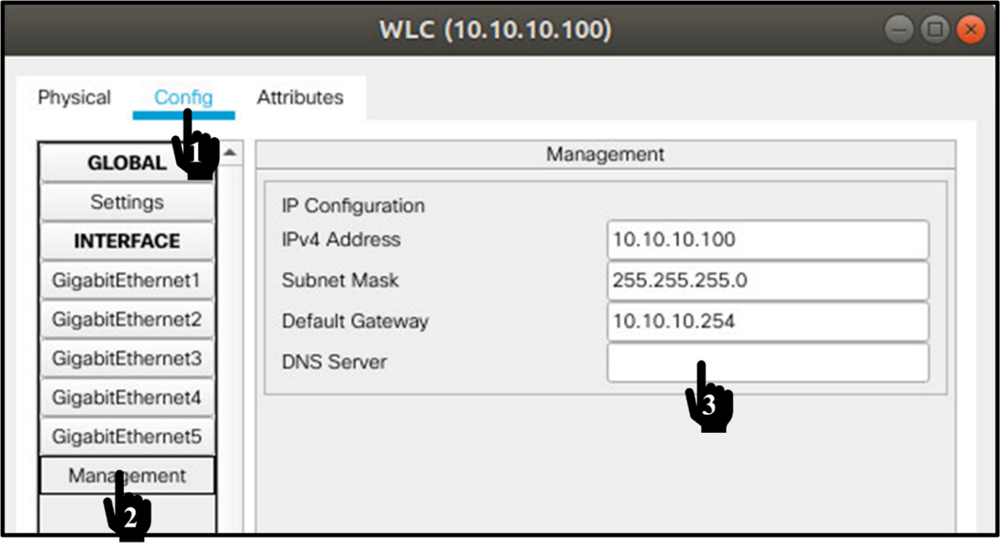 WLC (10.10.10.100)
Physical Config Attributes
1
GLOBAL
Settings
INTERFACE
GigabitEthernet1
GigabitEthernet2
GigabitEthernet3
GigabitEthernet4
GigabitEthernet5
Management
2
Management
IP Configuration
IPv4 Address 10.10.10.100
Subnet Mask 255.255.255.0
Default Gateway 10.10.10.254
DNS Server
3